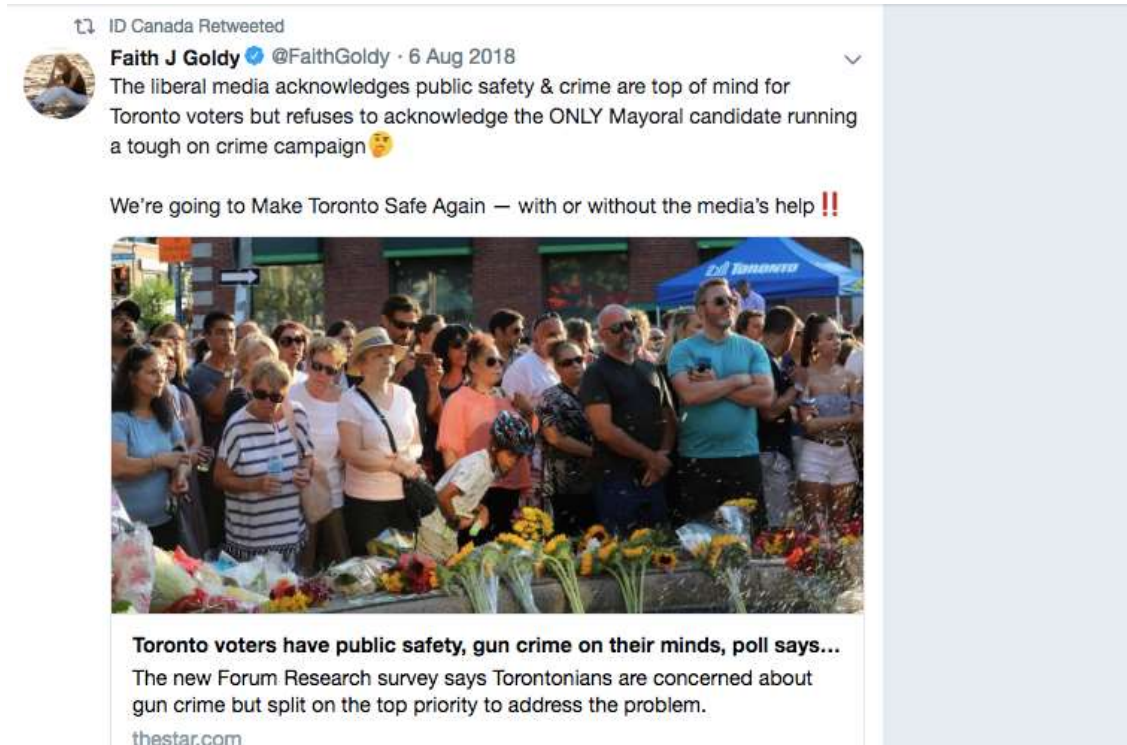 ID Canada Retweeted
Faith J Goldy @FaithGoldy · 6 Aug 2018
The liberal media acknowledges public safety & crime are top of mind for
Toronto voters but refuses to acknowledge the ONLY Mayoral candidate running
a tough on crime campaign🤔
We're going to Make Toronto Safe Again — with or without the media's help ‼️
TORONTO
Toronto voters have public safety, gun crime on their minds, poll says...
The new Forum Research survey says Torontonians are concerned about
gun crime but split on the top priority to address the problem.
thestar.com